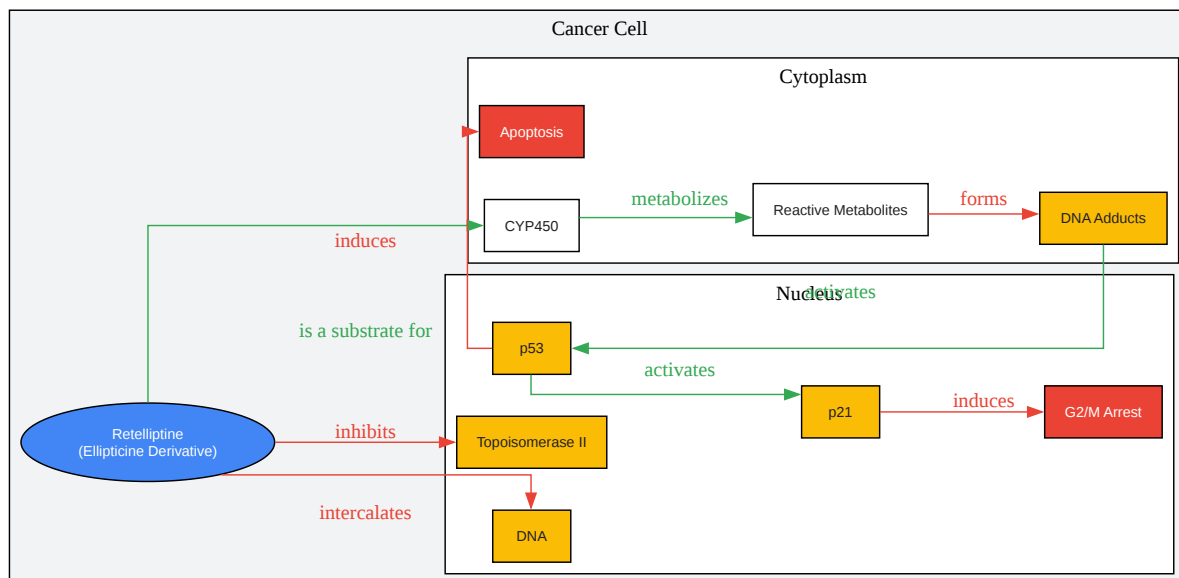 Cancer Cell
Cytoplasm
Apoptosis
metabolizes
forms
CYP450
Reactive Metabolites
DNA Adducts
induces
Nucleus
activates
is a substrate for
p53
activates
p21
induces
G2/M Arrest
Retelliptine
(Ellipticine Derivative)
inhibits
Topoisomerase II
intercalates
DNA